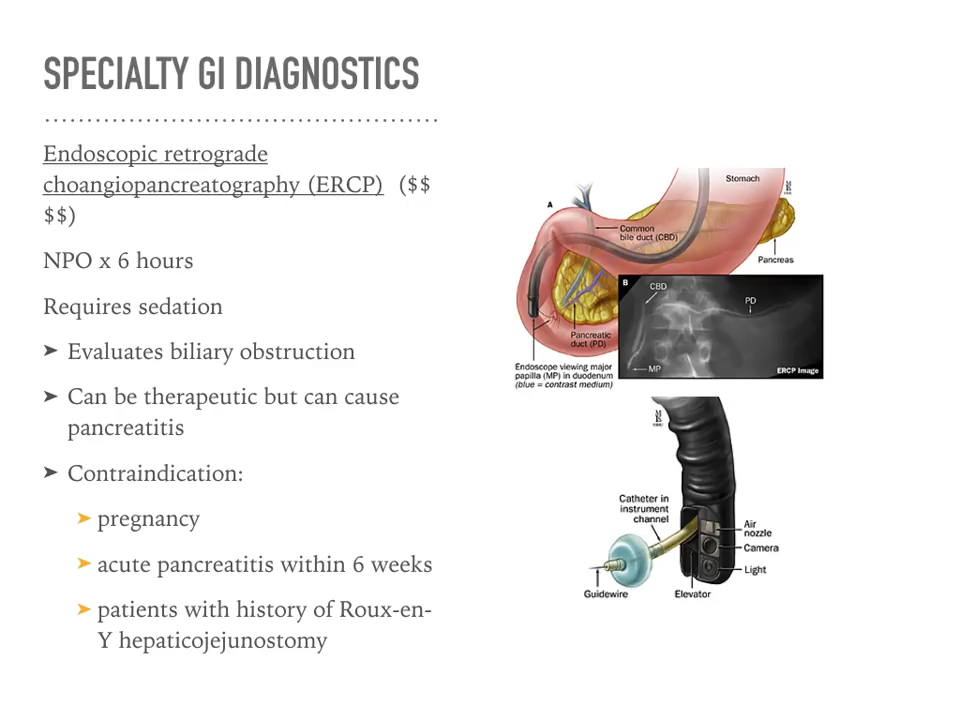 SPECIALTY GI DIAGNOSTICS
Endoscopic retrograde
choangiopancreatography (ERCP) ($$
$$)
NPO x 6 hours
Requires sedation
➤ Evaluates biliary obstruction
➤ Can be therapeutic but can cause
pancreatitis
➤ Contraindication:
➤ pregnancy
➤ acute pancreatitis within 6 weeks
➤ patients with history of Roux-en-
Y hepaticojejunostomy
Stomach
A
Common
bile duct (CBD)
Pancreas
B
CBD
PD
Pancreatic
duct (PD)
MP
ERCP Image
Endoscope viewing major
papilla (MP) in duodenum
(blue = contrast medium)
Catheter in
instrument
channel
Air
nozzle
Camera
Light
Guidewire
Elevator